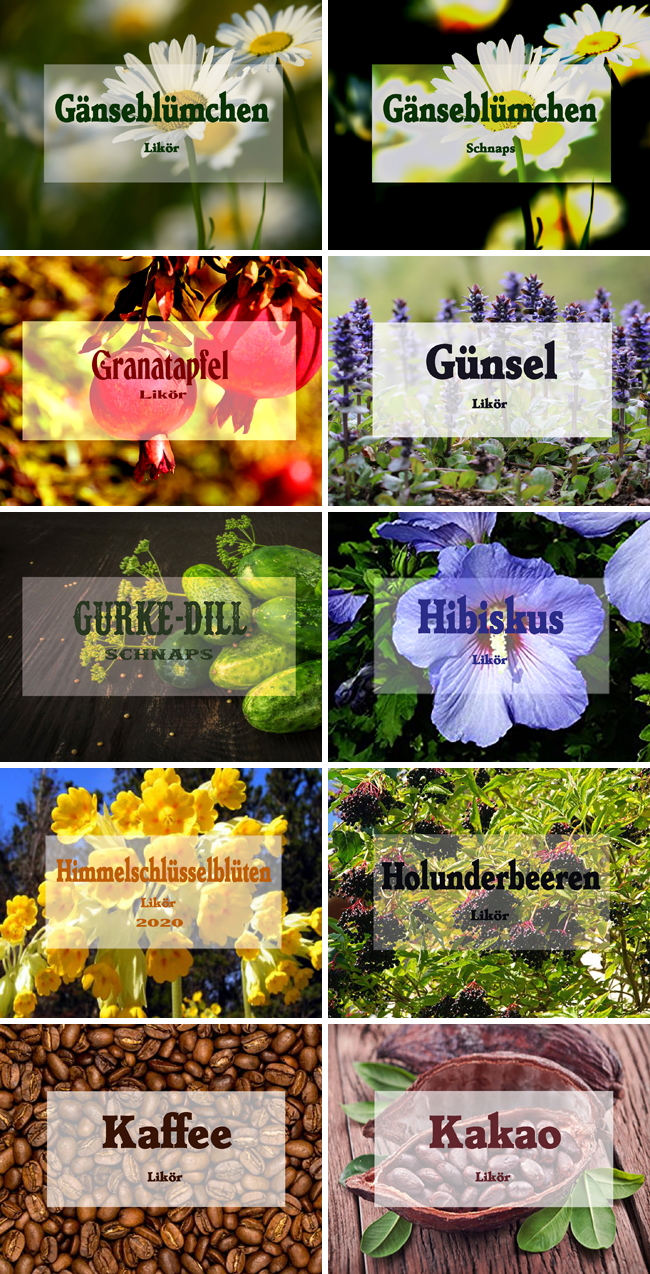 Gänseblümchen
Likör
Gänseblümchen
Schnaps
Granatapfel
Likör
Günsel
Likör
GURKE-DILL
SCHNAPS
Hibiskus
Likör
Himmelschlüsselblüten
Likör
2020
Holunderbeeren
Likör
Kaffee
Likör
Kakao
Likör